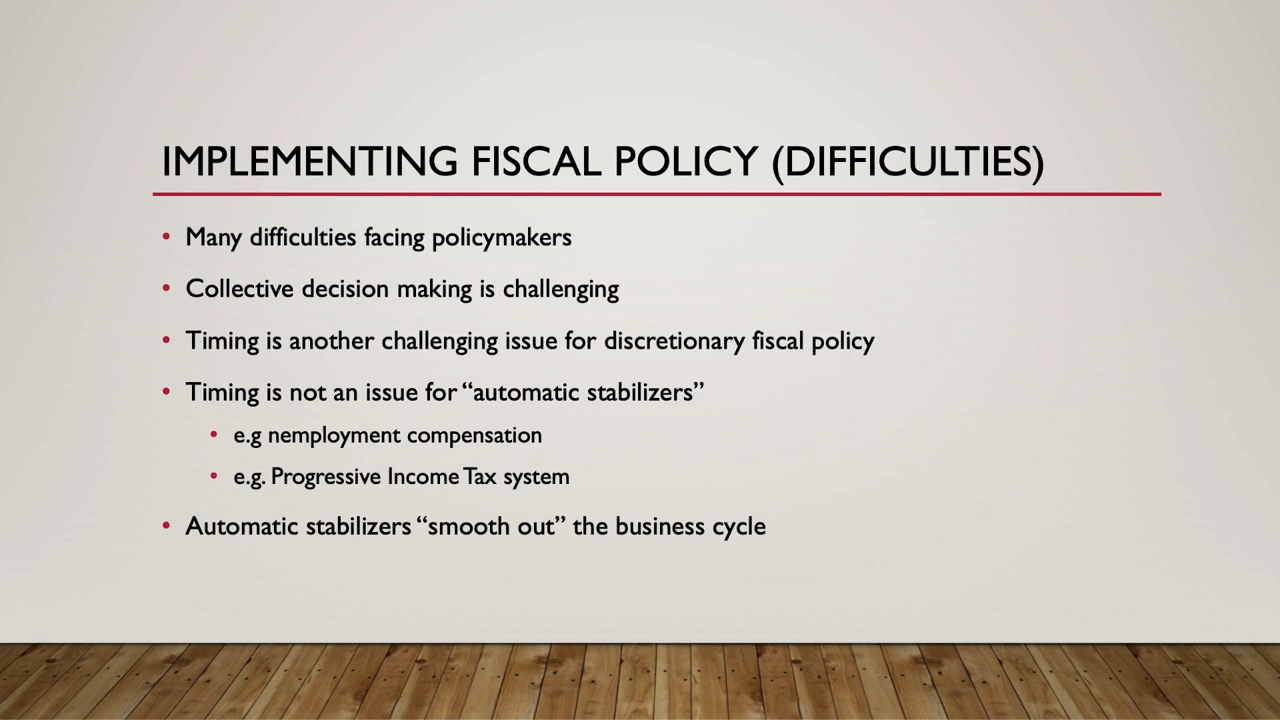 IMPLEMENTING FISCAL POLICY (DIFFICULTIES)
• Many difficulties facing policymakers
• Collective decision making is challenging
• Timing is another challenging issue for discretionary fiscal policy
• Timing is not an issue for “automatic stabilizers”
• e.g nemployment compensation
• e.g. Progressive Income Tax system
• Automatic stabilizers “smooth out” the business cycle